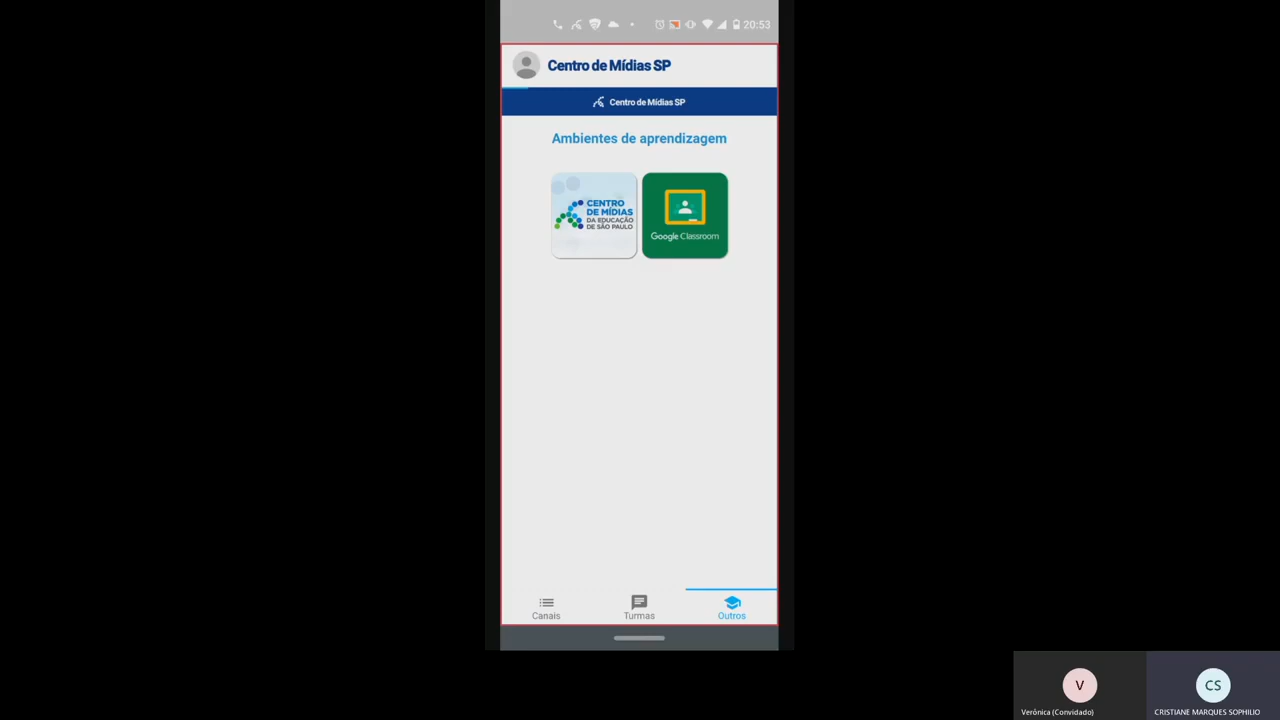 20:53
Centro de Mídias SP
Centro de Mídias SP
Ambientes de aprendizagem
CENTRO
DE MÍDIAS
DA EDUCAÇÃO
DE SÃO PAULO
Google Classroom
Canais
Turmas
Outros
V
CS
Verônica (Convidado)
CRISTIANE MARQUES SOPHILIO